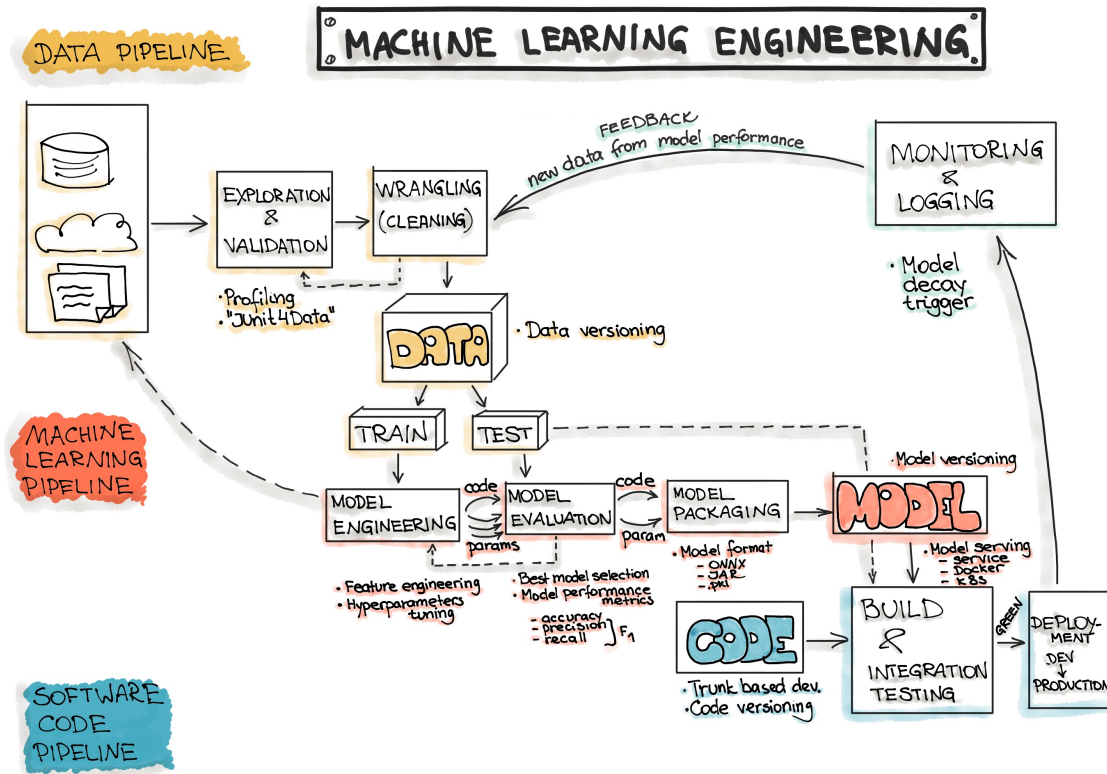 DATA PIPELINE
MACHINE LEARNING ENGINEERING
FEEDBACK
new data from model performance
MONITORING
&
LOGGING
• Model
decay
trigger
EXPLORATION
&
VALIDATION
• Profiling
• "JUnit4Data"
WRANGLING
(CLEANING)
DATA
• Data versioning
TRAIN
TEST
MACHINE
LEARNING
PIPELINE
MODEL
ENGINEERING
• Feature engineering
• Hyperparameters
tuning
code
params
MODEL
EVALUATION
• Best model selection
• Model performance
metrics
- accuracy
- precision
- recall
F1
code
param
MODEL
PACKAGING
• Model format
- ONNX
- JAR
- .pkl
• Model versioning
MODEL
• Model serving
- service
- Docker
- K8s
SOFTWARE
CODE
PIPELINE
CODE
• Trunk based dev.
• Code versioning
BUILD
&
INTEGRATION
TESTING
GREEN
DEPLOY-
MENT
DEV
PRODUCTION